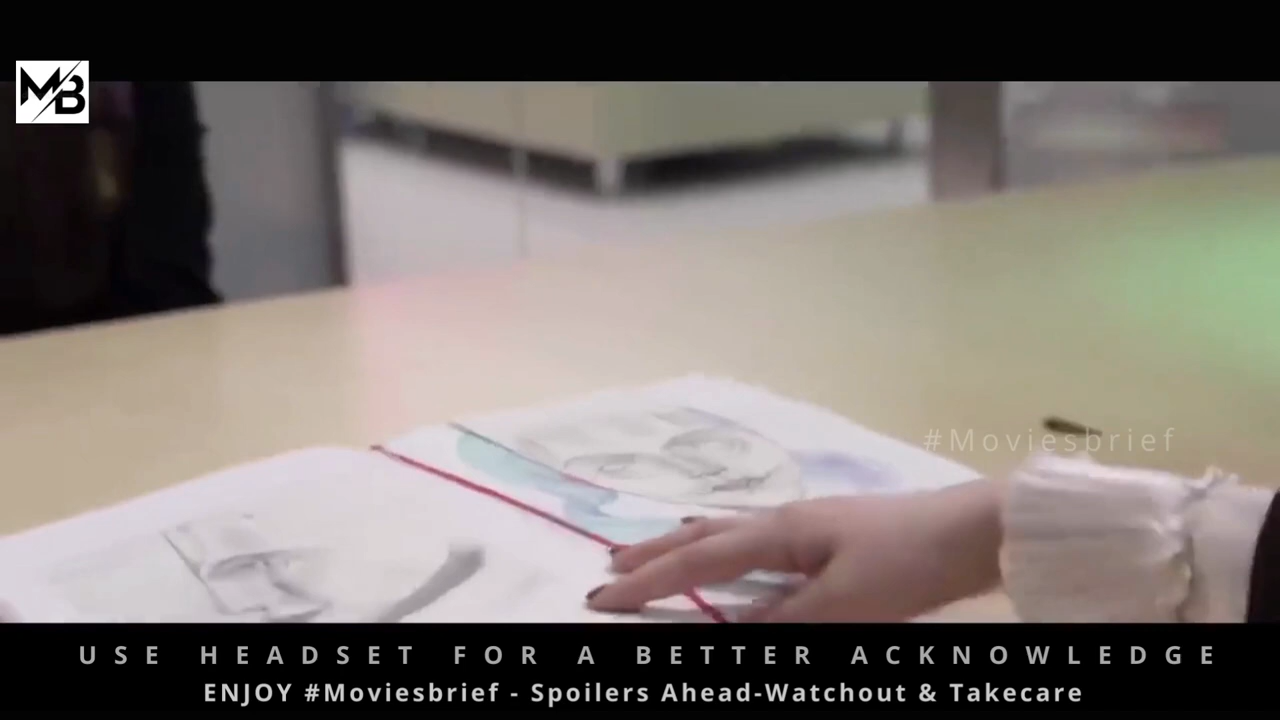 MB
#Moviesbrief
USE HEADSET FOR A BETTER ACKNOWLEDGE
ENJOY #Moviesbrief - Spoilers Ahead-Watchout & Takecare